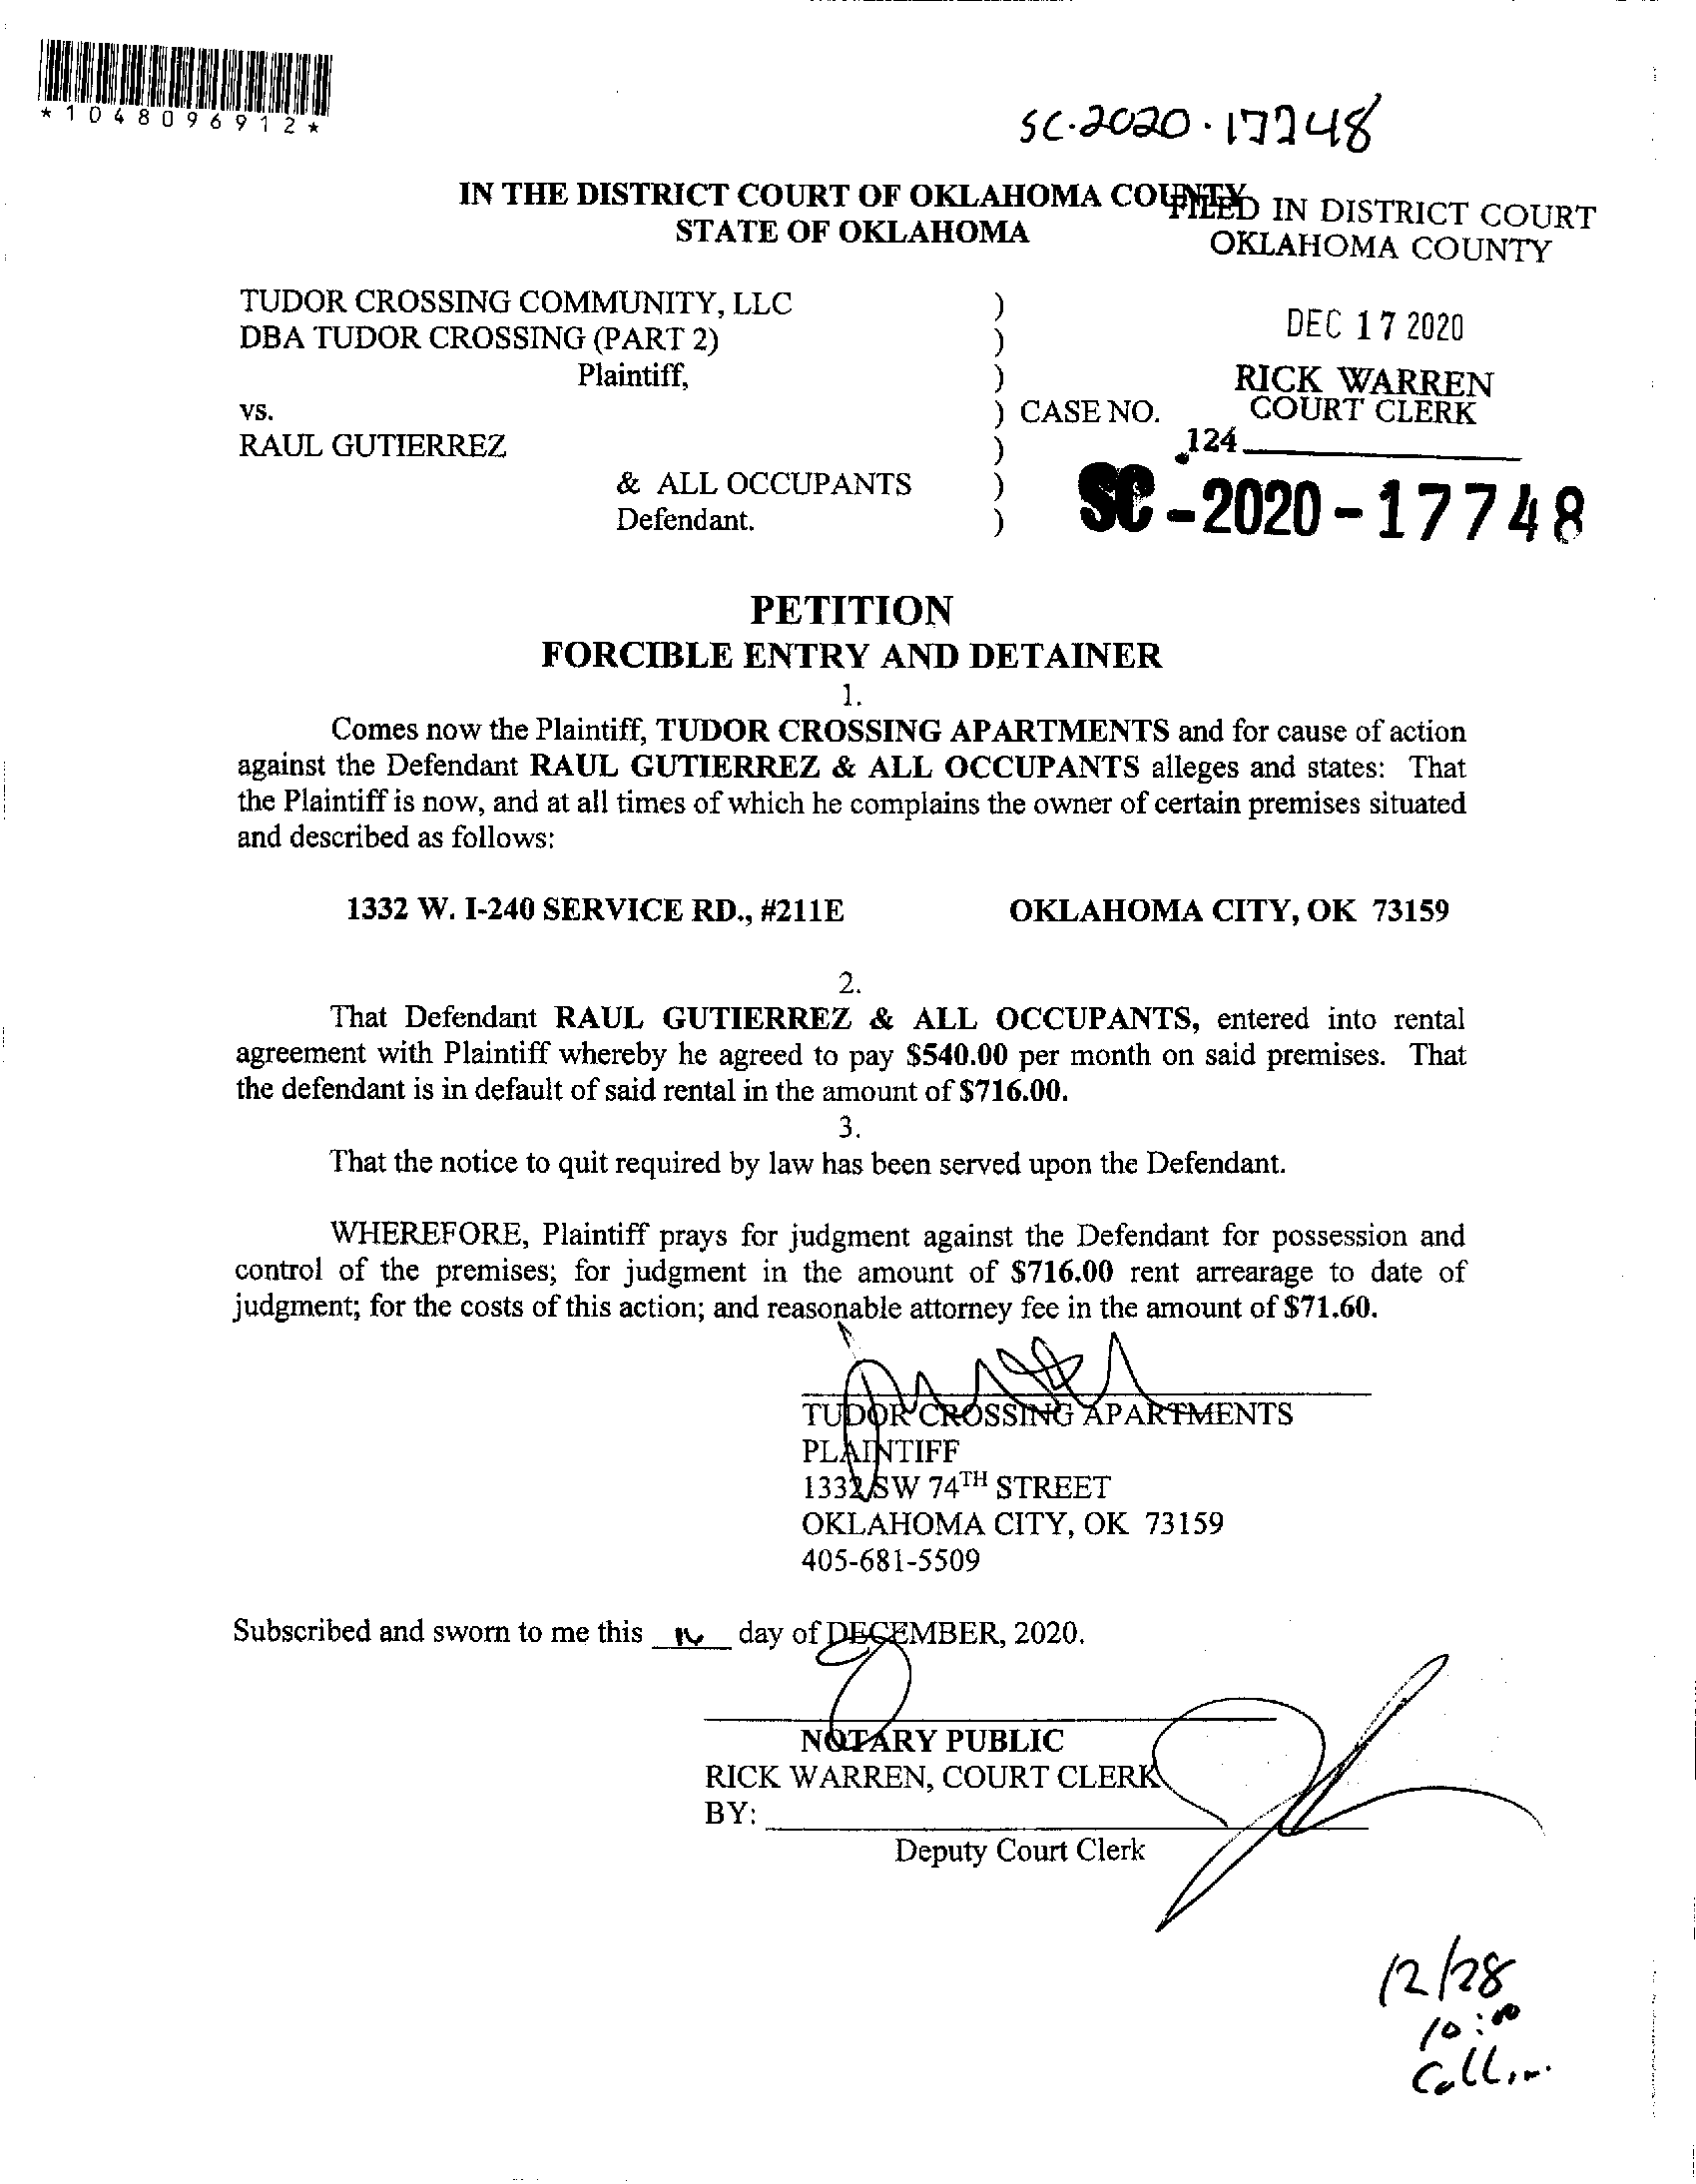 *1048096912*
SC-2020-17748
IN THE DISTRICT COURT OF OKLAHOMA COUNTY
STATE OF OKLAHOMA
FILED IN DISTRICT COURT
OKLAHOMA COUNTY
TUDOR CROSSING COMMUNITY, LLC )
DBA TUDOR CROSSING (PART 2) )
Plaintiff, )
vs. ) CASE NO.
RAUL GUTIERREZ )
& ALL OCCUPANTS )
Defendant. )
DEC 17 2020
RICK WARREN
COURT CLERK
124
SC-2020-17748
PETITION
FORCIBLE ENTRY AND DETAINER
1.
Comes now the Plaintiff, TUDOR CROSSING APARTMENTS and for cause of action
against the Defendant RAUL GUTIERREZ & ALL OCCUPANTS alleges and states: That
the Plaintiff is now, and at all times of which he complains the owner of certain premises situated
and described as follows:
1332 W. I-240 SERVICE RD., #211E OKLAHOMA CITY, OK 73159
2.
That Defendant RAUL GUTIERREZ & ALL OCCUPANTS, entered into rental
agreement with Plaintiff whereby he agreed to pay $540.00 per month on said premises. That
the defendant is in default of said rental in the amount of $716.00.
3.
That the notice to quit required by law has been served upon the Defendant.
WHEREFORE, Plaintiff prays for judgment against the Defendant for possession and
control of the premises; for judgment in the amount of $716.00 rent arrearage to date of
judgment; for the costs of this action; and reasonable attorney fee in the amount of $71.60.
TUDOR CROSSING APARTMENTS
PLAINTIFF
1332 SW 74TH STREET
OKLAHOMA CITY, OK 73159
405-681-5509
Subscribed and sworn to me this day of DECEMBER, 2020.
NOTARY PUBLIC
RICK WARREN, COURT CLERK
BY:
Deputy Court Clerk
12/28
10:00